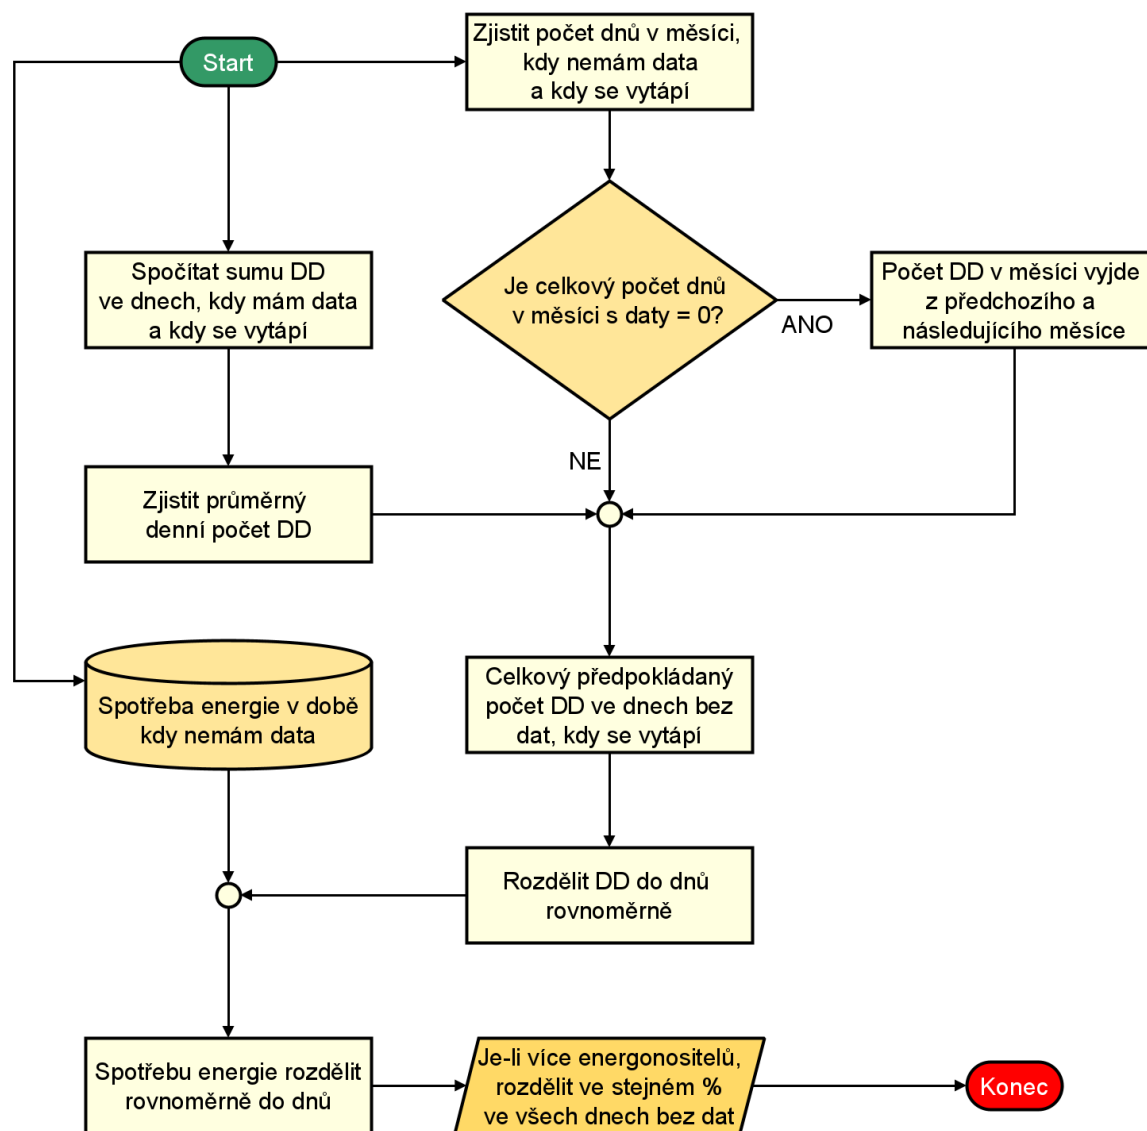 Start
Zjistit počet dnů v měsíci,
kdy nemám data
a kdy se vytápí
Spočítat sumu DD
ve dnech, kdy mám data
a kdy se vytápí
Je celkový počet dnů
v měsíci s daty = 0?
ANO
Počet DD v měsíci vyjde
z předchozího a
následujícího měsíce
NE
Zjistit průměrný
denní počet DD
Spotřeba energie v době
kdy nemám data
Celkový předpokládaný
počet DD ve dnech bez
dat, kdy se vytápí
Rozdělit DD do dnů
rovnoměrně
Spotřebu energie rozdělit
rovnoměrně do dnů
Je-li více energonositelů,
rozdělit ve stejném %
ve všech dnech bez dat
Konec